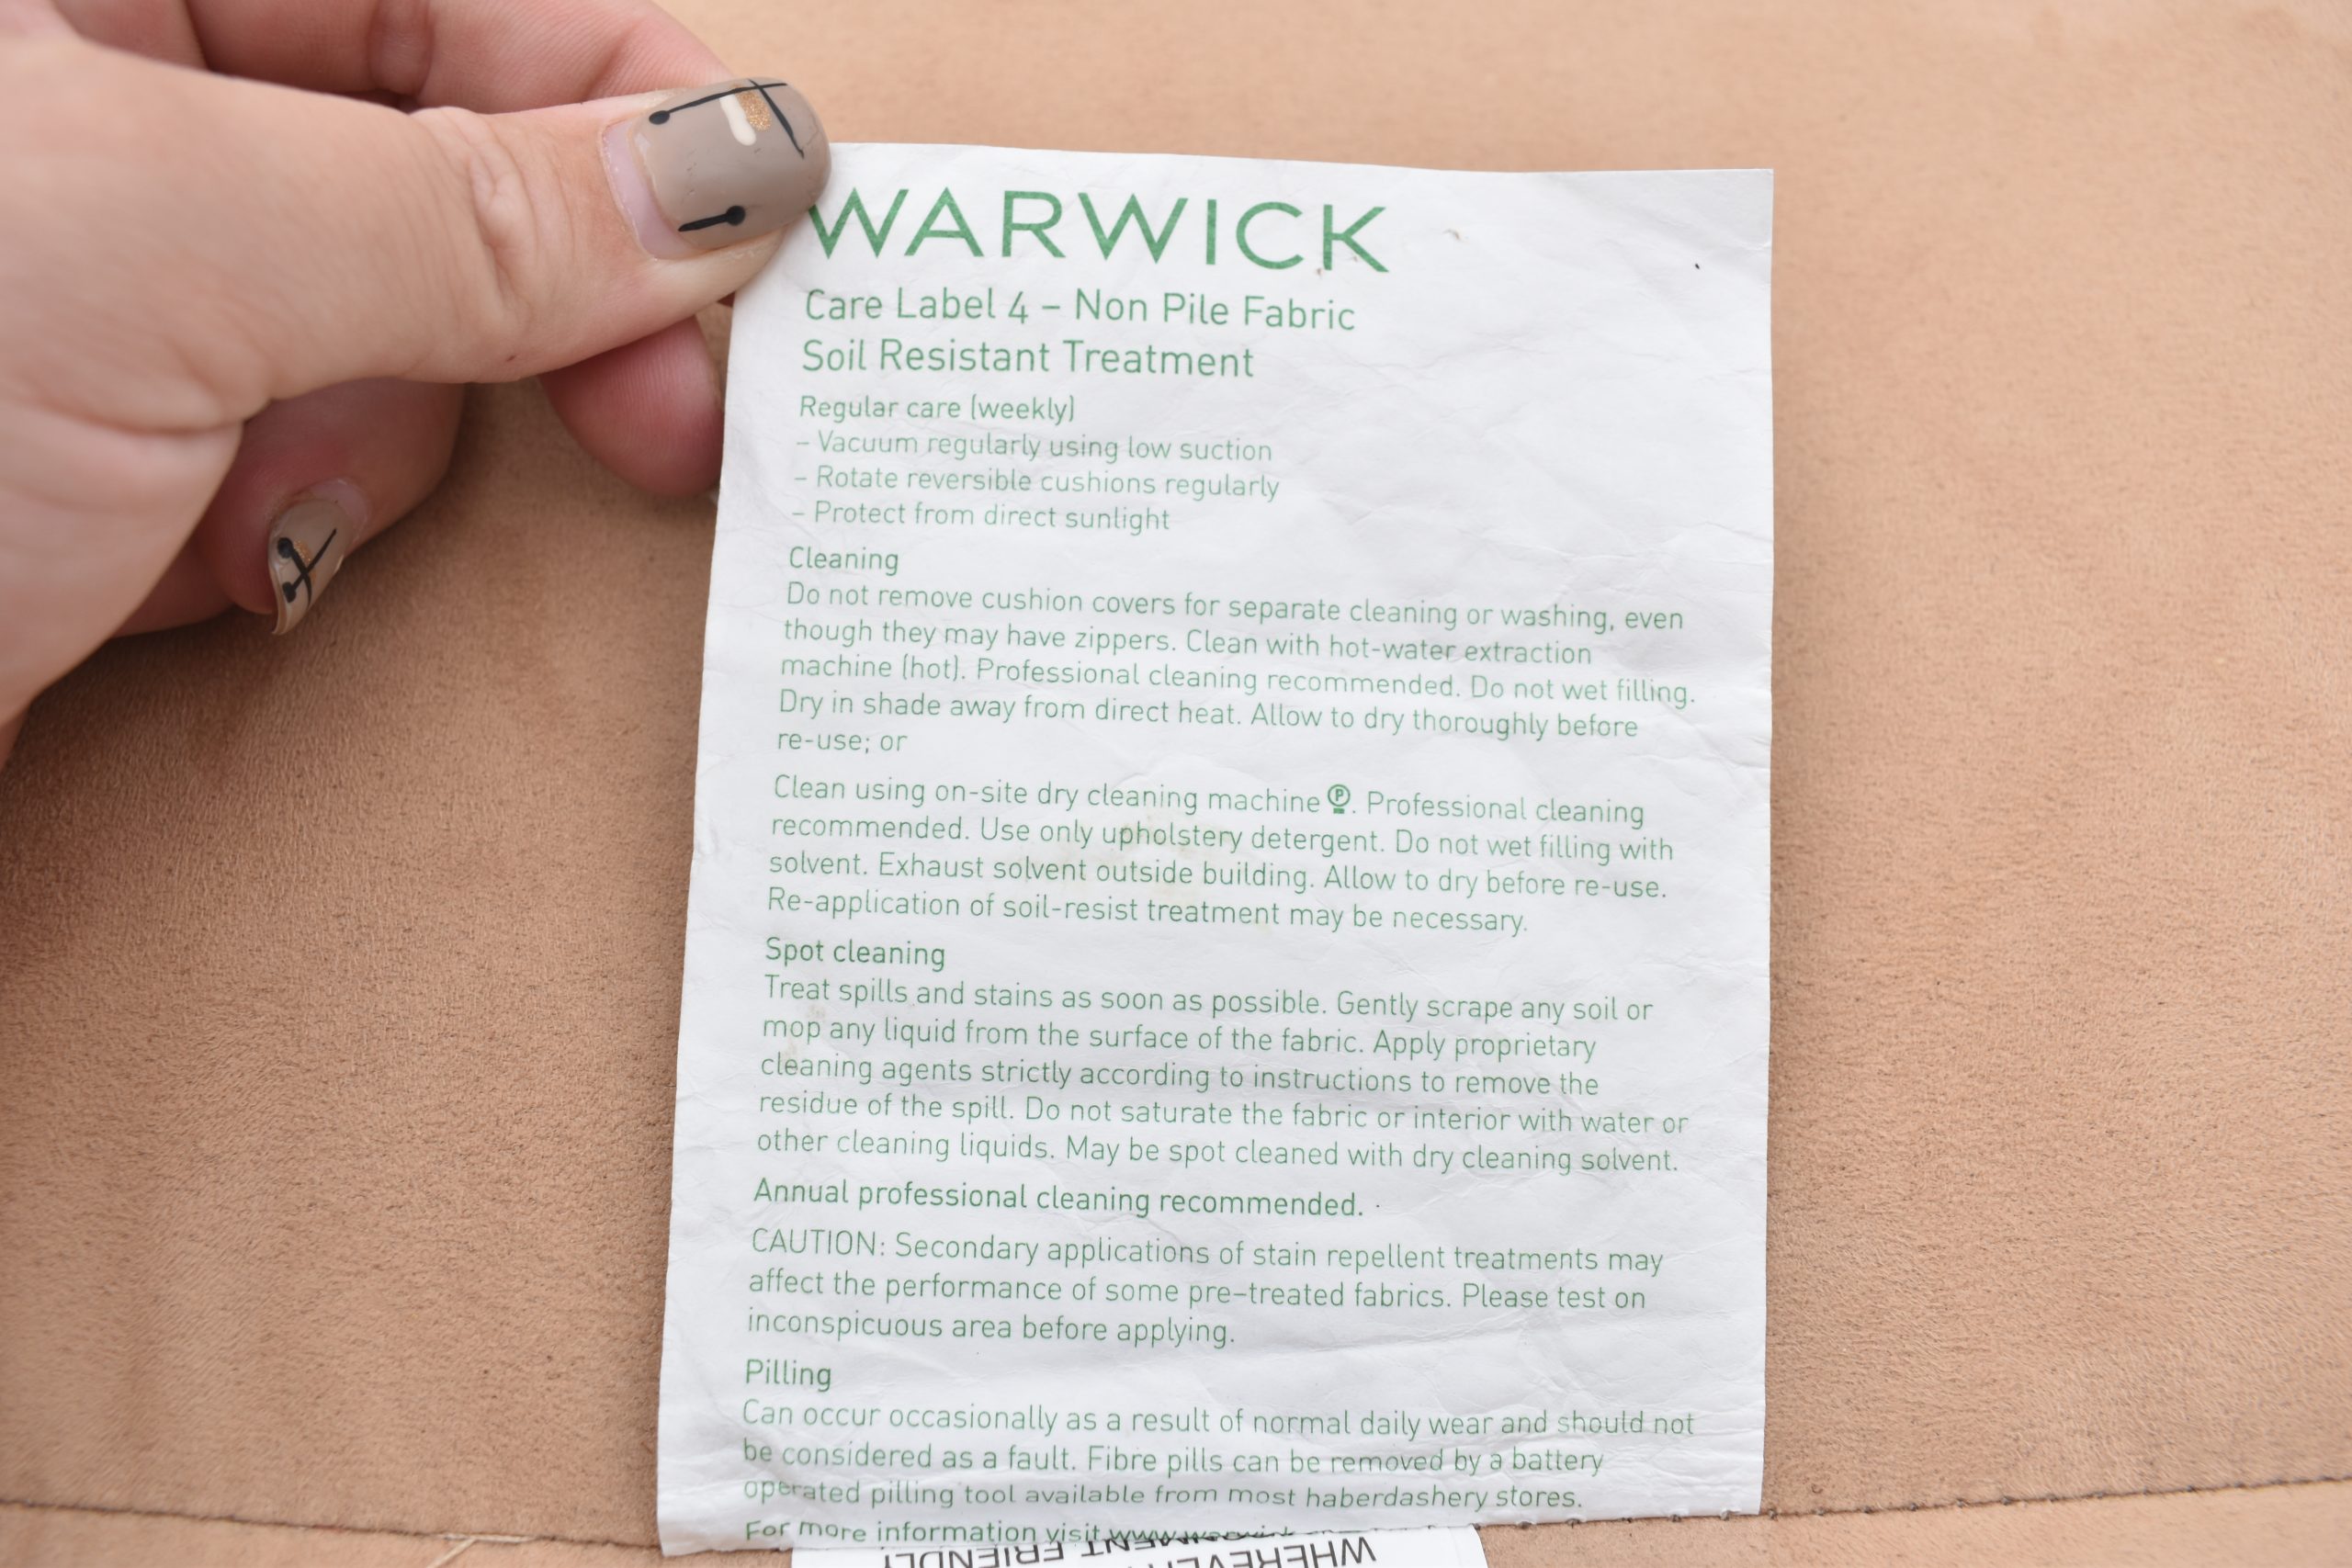 WARWICK
Care Label 4 – Non Pile Fabric
Soil Resistant Treatment
Regular care (weekly)
– Vacuum regularly using low suction
– Rotate reversible cushions regularly
– Protect from direct sunlight
Cleaning
Do not remove cushion covers for separate cleaning or washing, even
though they may have zippers. Clean with hot-water extraction
machine (hot). Professional cleaning recommended. Do not wet filling.
Dry in shade away from direct heat. Allow to dry thoroughly before
re-use; or
Clean using on-site dry cleaning machine Ⓟ. Professional cleaning
recommended. Use only upholstery detergent. Do not wet filling with
solvent. Exhaust solvent outside building. Allow to dry before re-use.
Re-application of soil-resist treatment may be necessary.
Spot cleaning
Treat spills and stains as soon as possible. Gently scrape any soil or
mop any liquid from the surface of the fabric. Apply proprietary
cleaning agents strictly according to instructions to remove the
residue of the spill. Do not saturate the fabric or interior with water or
other cleaning liquids. May be spot cleaned with dry cleaning solvent.
Annual professional cleaning recommended.
CAUTION: Secondary applications of stain repellent treatments may
affect the performance of some pre-treated fabrics. Please test on
inconspicuous area before applying.
Pilling
Can occur occasionally as a result of normal daily wear and should not
be considered as a fault. Fibre pills can be removed by a battery
operated pilling tool available from most haberdashery stores.
For more information visit
FRIENDLY